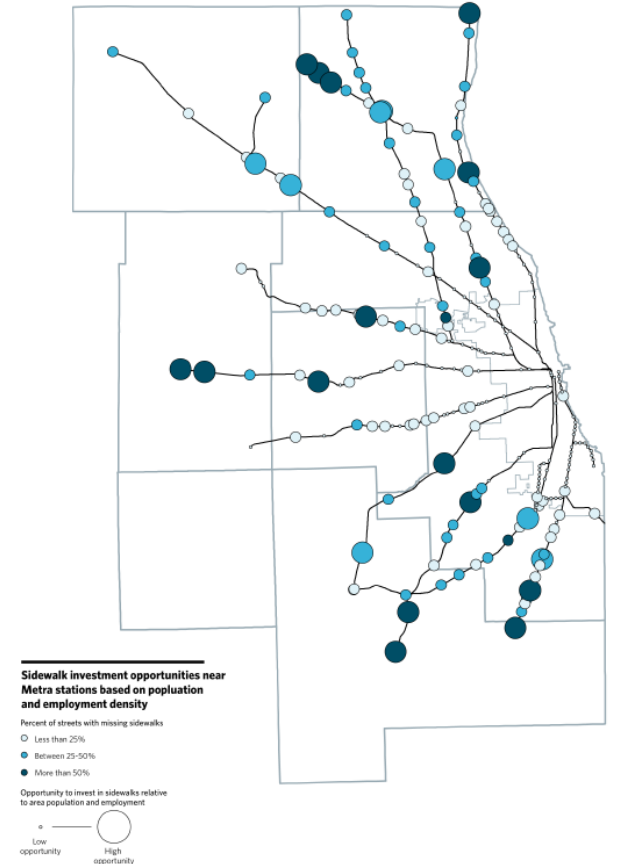 Sidewalk investment opportunities near
Metra stations based on popluation
and employment density
Percent of streets with missing sidewalks
Less than 25%
Between 25-50%
More than 50%
Opportunity to invest in sidewalks relative
to area population and employment
Low
opportunity
High
opportunity